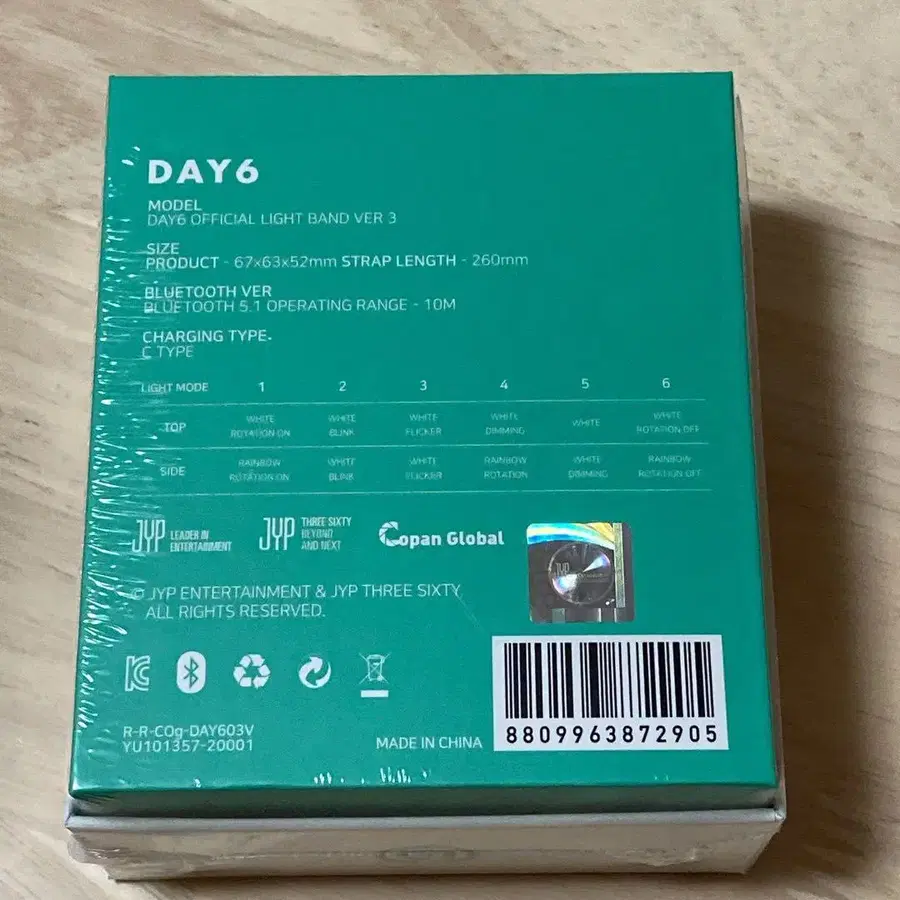 DAY6
MODEL
DAY6 OFFICIAL LIGHT BAND VER 3
SIZE
PRODUCT - 67x63x52mm STRAP LENGTH - 260mm
BLUETOOTH VER
BLUETOOTH 5.1 OPERATING RANGE - 10M
CHARGING TYPE.
C TYPE
LIGHT MODE 1 2 3 4 5 6
WHITE WHITE WHITE WHITE WHITE
TOP WHITE
ROTATION ON BLINK FLICKER DIMMING ROTATION OFF
RAINBOW WHITE WHITE RAINBOW WHITE RAINBOW
SIDE
ROTATION ON BLINK FLICKER ROTATION DIMMING ROTATION OFF
JYP LEADER IN
ENTERTAINMENT
JYP THREE SIXTY
BEYOND
AND NEXT
Copan Global
JYP
© JYP ENTERTAINMENT & JYP THREE SIXTY
ALL RIGHTS RESERVED.
R-R-COg-DAY603V
YU101357-20001
MADE IN CHINA
8809963872905